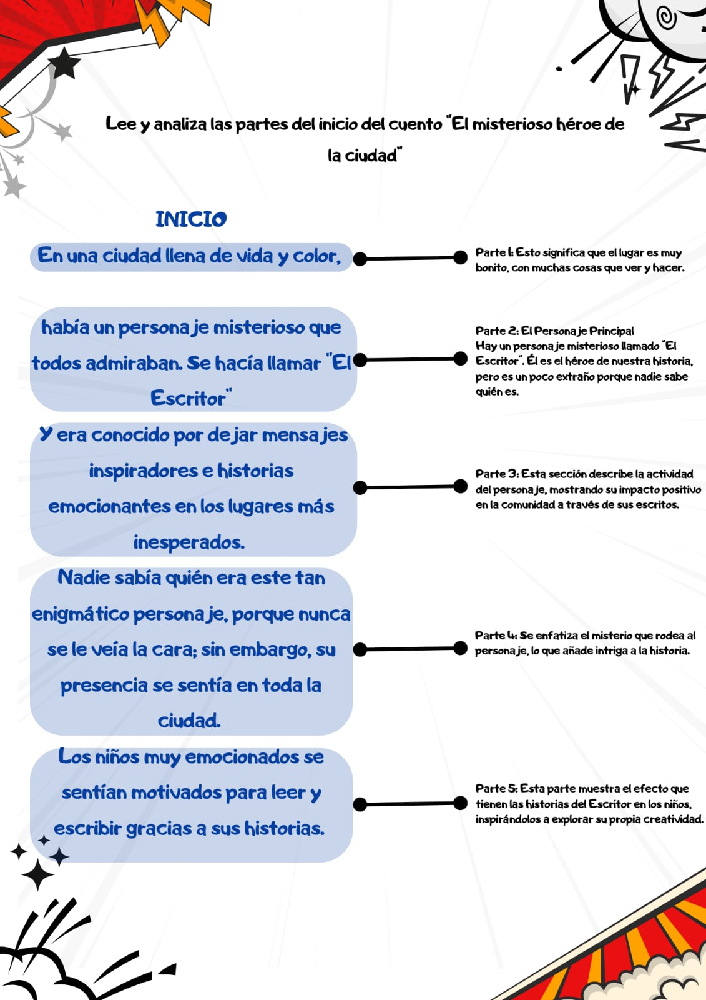 Lee y analiza las partes del inicio del cuento "El misterioso héroe de
la ciudad"
INICIO
En una ciudad llena de vida y color,
Parte 1: Esto significa que el lugar es muy
bonito, con muchas cosas que ver y hacer.
había un personaje misterioso que
todos admiraban. Se hacía llamar "El
Escritor"
Parte 2: El Personaje Principal
Hay un personaje misterioso llamado "El
Escritor". Él es el héroe de nuestra historia,
pero es un poco extraño porque nadie sabe
quién es.
Y era conocido por dejar mensajes
inspiradores e historias
emocionantes en los lugares más
inesperados.
Parte 3: Esta sección describe la actividad
del personaje, mostrando su impacto positivo
en la comunidad a través de sus escritos.
Nadie sabía quién era este tan
enigmático personaje, porque nunca
se le veía la cara; sin embargo, su
presencia se sentía en toda la
ciudad.
Parte 4: Se enfatiza el misterio que rodea al
personaje, lo que añade intriga a la historia.
Los niños muy emocionados se
sentían motivados para leer y
escribir gracias a sus historias.
Parte 5: Esta parte muestra el efecto que
tienen las historias del Escritor en los niños,
inspirándolos a explorar su propia creatividad.